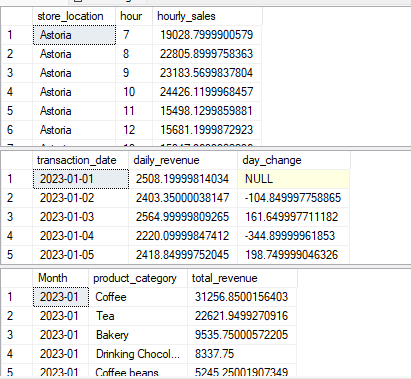 store_location hour hourly_sales
1 Astoria 7 19028.7999900579
2 Astoria 8 22805.8999758363
3 Astoria 9 23183.5699837804
4 Astoria 10 24426.1199968457
5 Astoria 11 15498.1299859881
6 Astoria 12 15681.1999872923
transaction_date daily_revenue day_change
1 2023-01-01 2508.19999814034 NULL
2 2023-01-02 2403.35000038147 -104.849997758865
3 2023-01-03 2564.99999809265 161.649997711182
4 2023-01-04 2220.09999847412 -344.89999961853
5 2023-01-05 2418.84999752045 198.749999046326
Month product_category total_revenue
1 2023-01 Coffee 31256.8500156403
2 2023-01 Tea 22621.9499270916
3 2023-01 Bakery 9535.75000572205
4 2023-01 Drinking Chocol... 8337.75
5 2023-01 Coffee beans 5245.25001907349